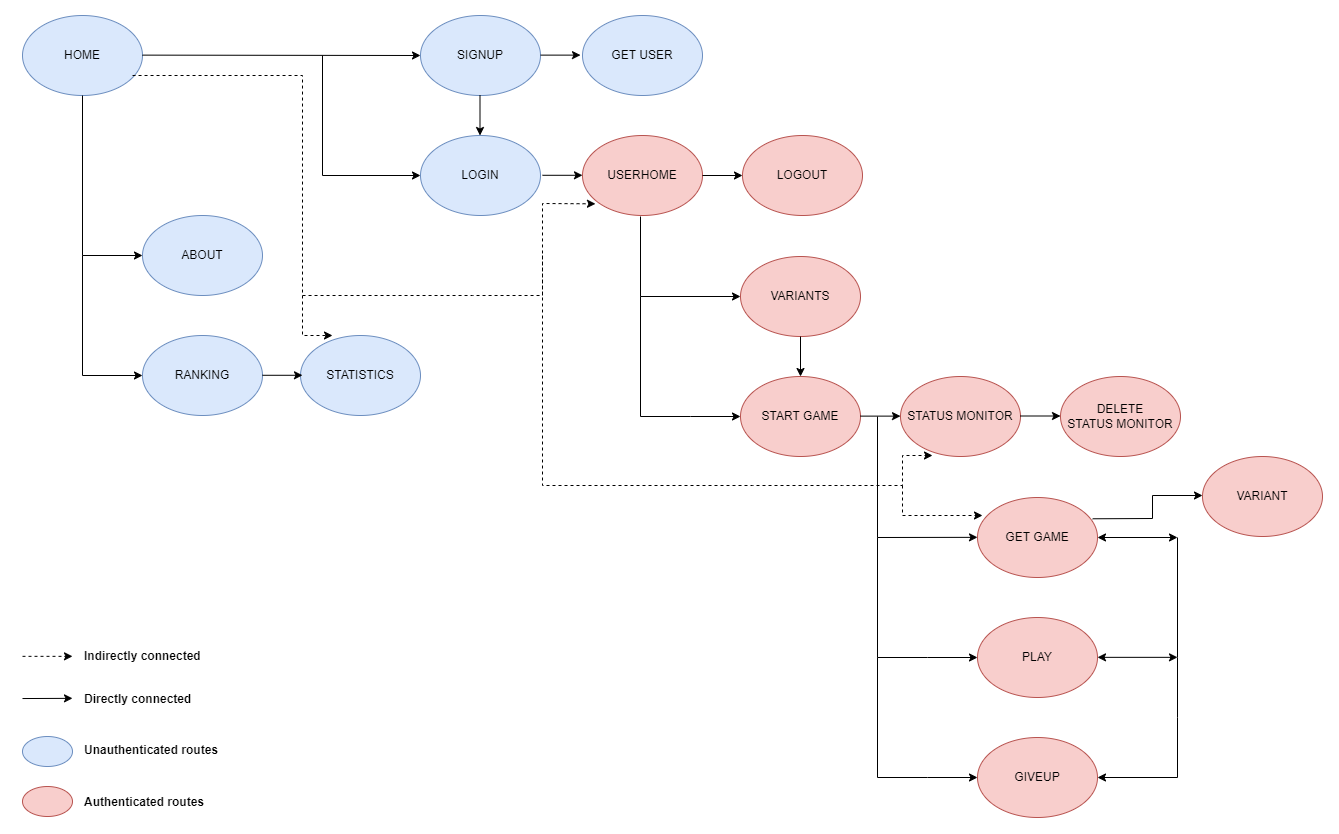 HOME
SIGNUP
GET USER
LOGIN
USERHOME
LOGOUT
ABOUT
VARIANTS
RANKING
STATISTICS
START GAME
STATUS MONITOR
DELETE
STATUS MONITOR
VARIANT
GET GAME
PLAY
GIVEUP
Indirectly connected
Directly connected
Unauthenticated routes
Authenticated routes